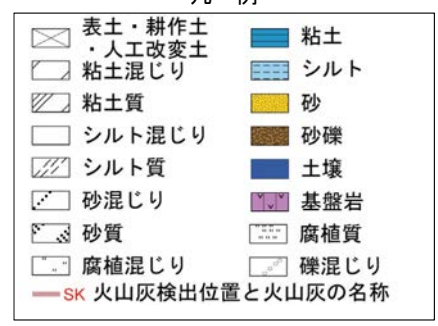 表土・耕作土
・人工改変土
粘土
粘土混じり
シルト
粘土質
砂
シルト混じり
砂礫
シルト質
土壌
砂混じり
基盤岩
砂質
腐植質
腐植混じり
礫混じり
SK 火山灰検出位置と火山灰の名称